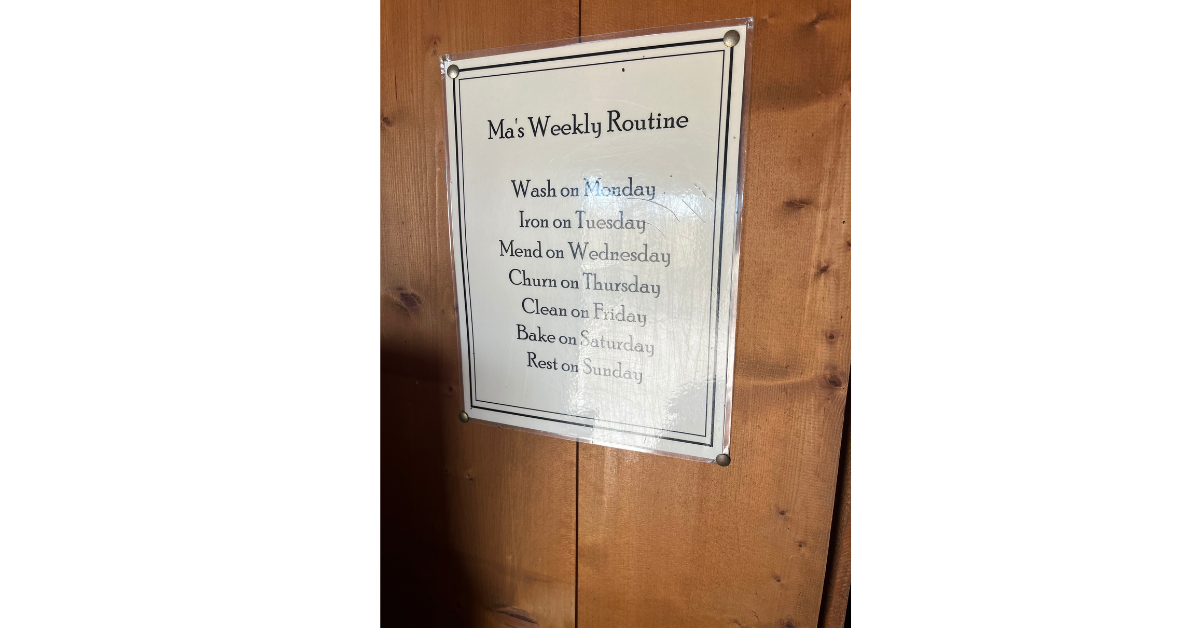 Ma's Weekly Routine
Wash on Monday
Iron on Tuesday
Mend on Wednesday
Churn on Thursday
Clean on Friday
Bake on Saturday
Rest on Sunday